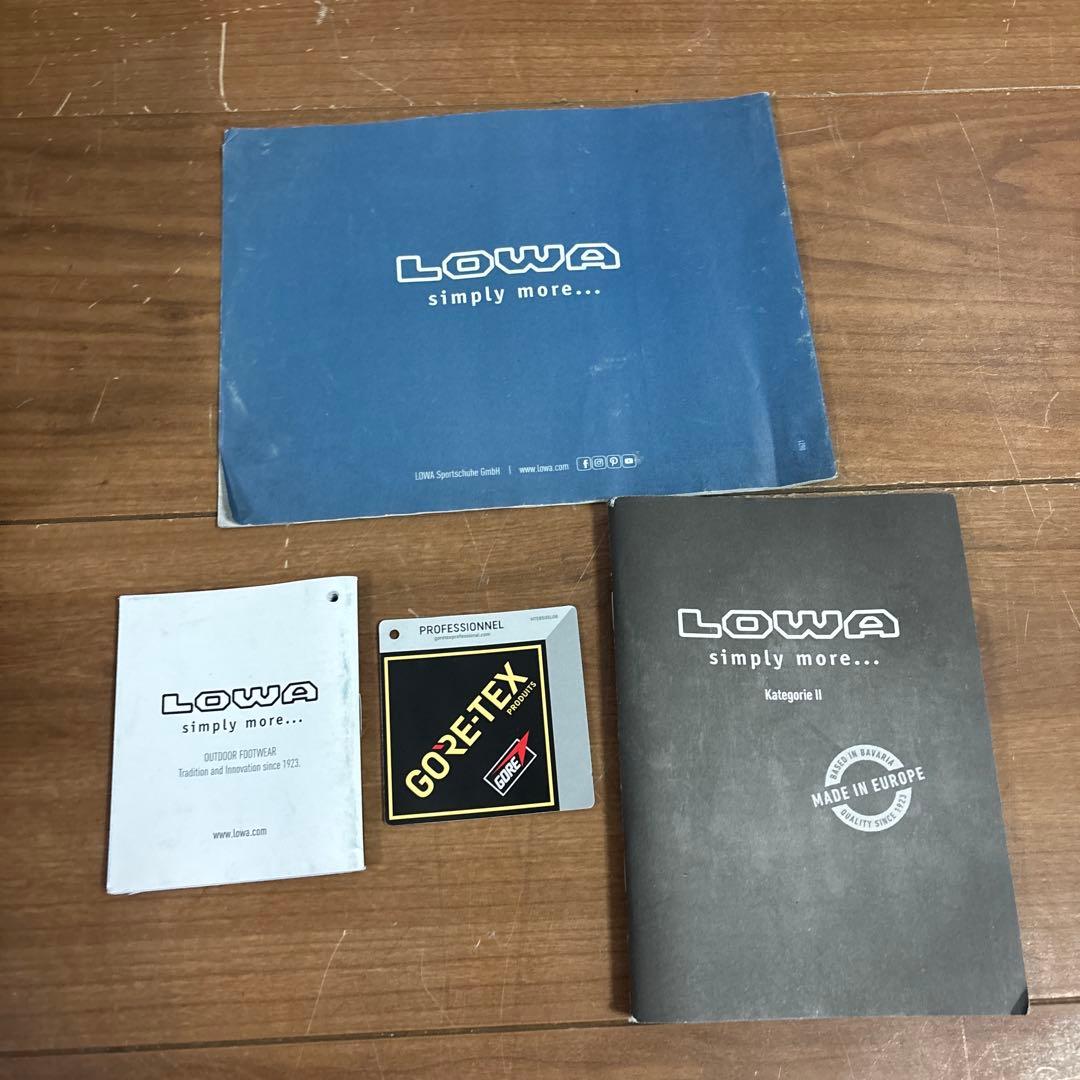 LOWA
simply more...
LOWA Sportschuhe GmbH | www.lowa.com
LOWA
simply more...
OUTDOOR FOOTWEAR
Tradition and Innovation since 1923.
www.lowa.com
PROFESSIONNEL
goretexprofessional.com
GORE-TEX
PRODUITS
GORE
LOWA
simply more...
Kategorie II
BASED IN BAVARIA
MADE IN EUROPE
QUALITY SINCE 1923